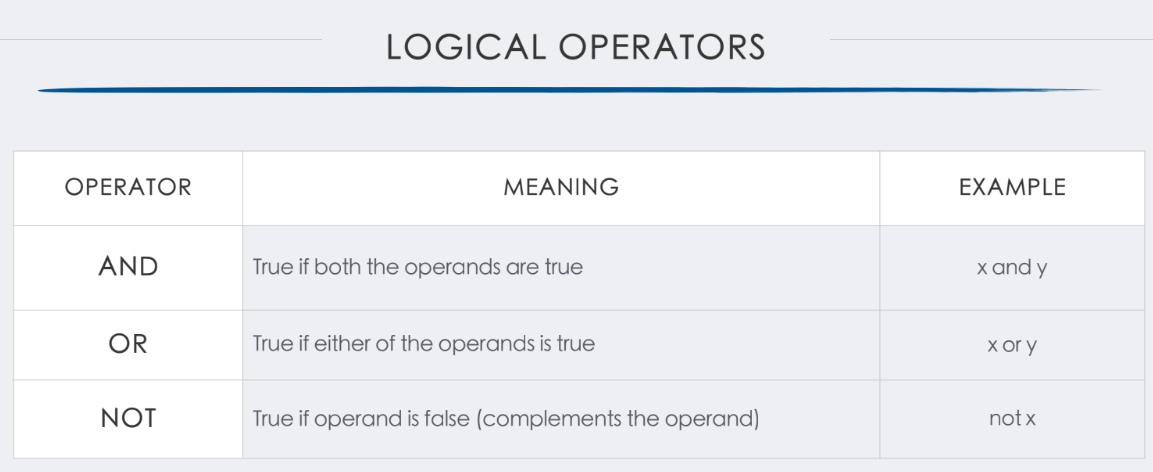 LOGICAL OPERATORS
OPERATOR MEANING EXAMPLE
AND True if both the operands are true x and y
OR True if either of the operands is true x or y
NOT True if operand is false (complements the operand) not x